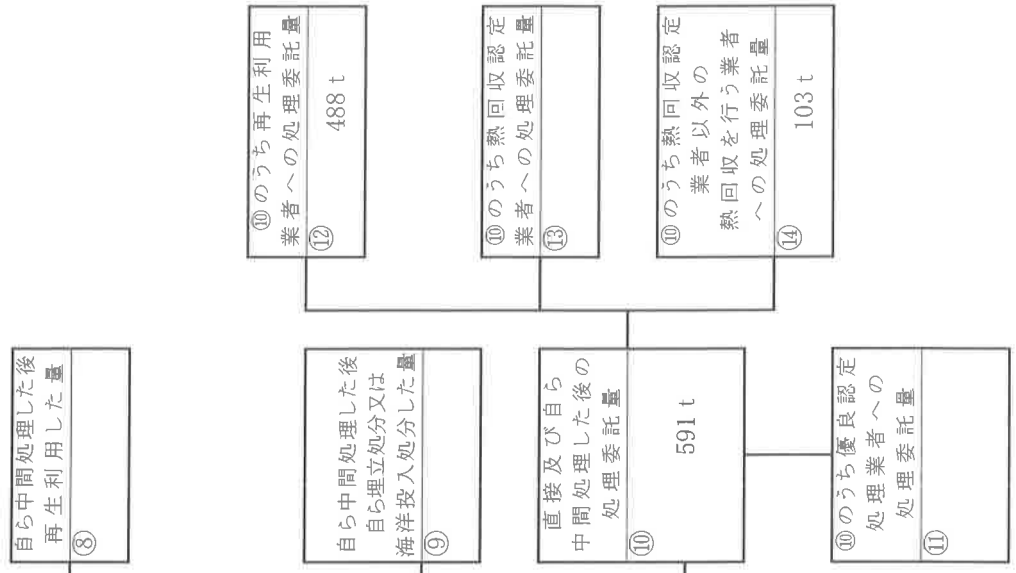 自ら中間処理した後
再生利用した量
⑧
自ら中間処理した後
自ら埋立処分又は
海洋投入処分した量
⑨
直接及び自ら
中間処理した後の
処理委託量
⑩
591 t
⑩のうち優良認定
処理業者への
処理委託量
⑪
⑩のうち再生利用
業者への処理委託量
⑫
488 t
⑩のうち熱回収認定
業者への処理委託量
⑬
⑩のうち熱回収認定
業者以外の
熱回収を行う業者
への処理委託量
⑭
103 t